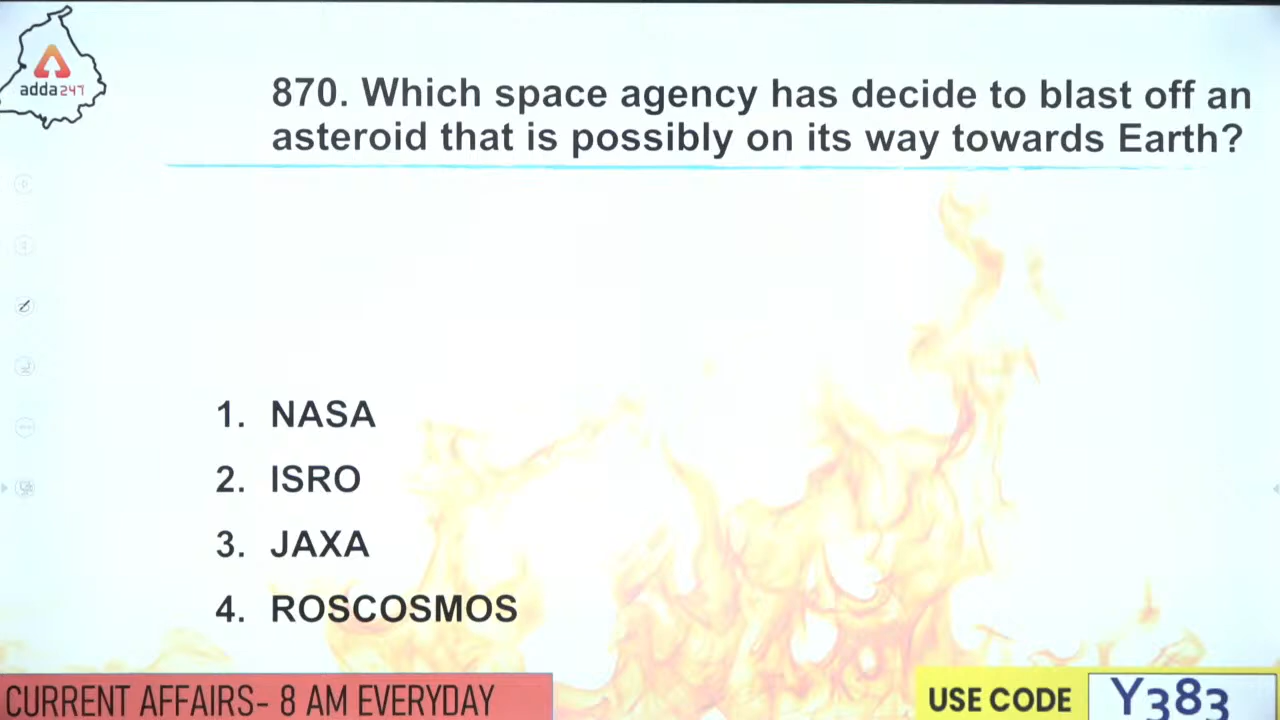 adda247
870. Which space agency has decide to blast off an
asteroid that is possibly on its way towards Earth?
1. NASA
2. ISRO
3. JAXA
4. ROSCOSMOS
CURRENT AFFAIRS- 8 AM EVERYDAY
USE CODE
Y383